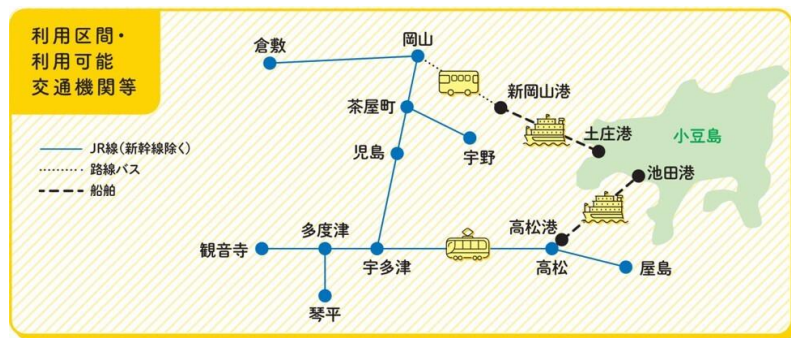 利用区間・
利用可能
交通機関等
JR線(新幹線除く)
路線バス
船舶
倉敷
岡山
新岡山港
茶屋町
土庄港
小豆島
児島
宇野
池田港
高松港
多度津
観音寺
宇多津
高松
屋島
琴平